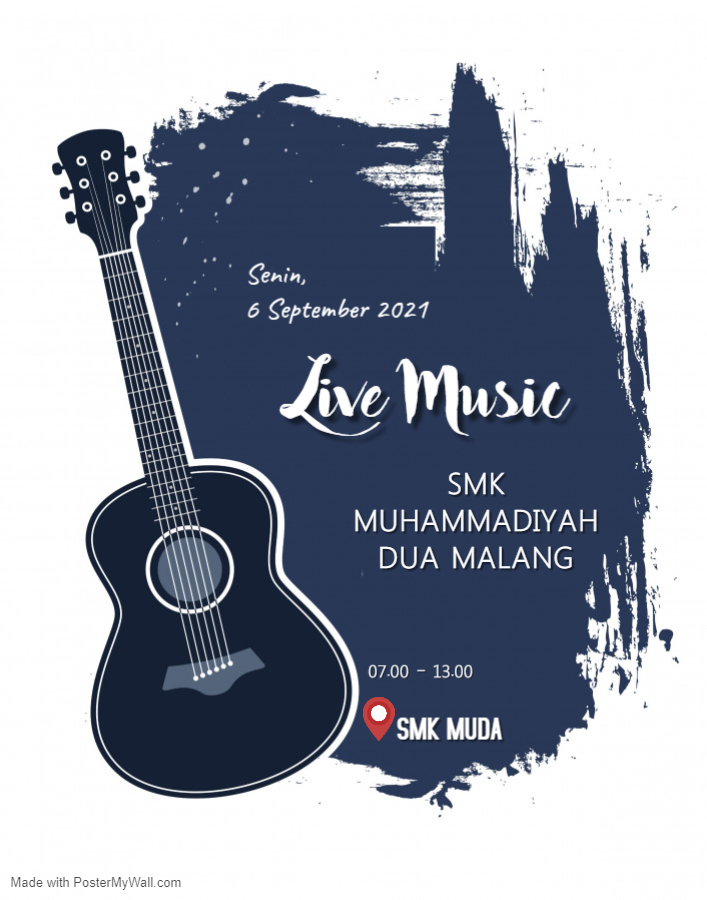 Senin,
6 September 2021
Live Music
SMK
MUHAMMADIYAH
DUA MALANG
07.00 - 13.00
SMK MUDA
Made with PosterMyWall.com